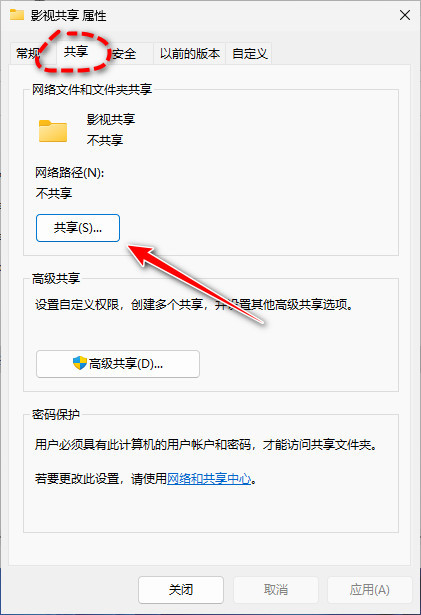 影视共享 属性
常规
共享
安全
以前的版本
自定义
网络文件和文件夹共享
影视共享
不共享
网络路径(N):
不共享
共享(S)...
高级共享
设置自定义权限，创建多个共享，并设置其他高级共享选项。
高级共享(D)...
密码保护
用户必须具有此计算机的用户帐户和密码，才能访问共享文件夹。
若要更改此设置，请使用网络和共享中心。
关闭
取消
应用(A)